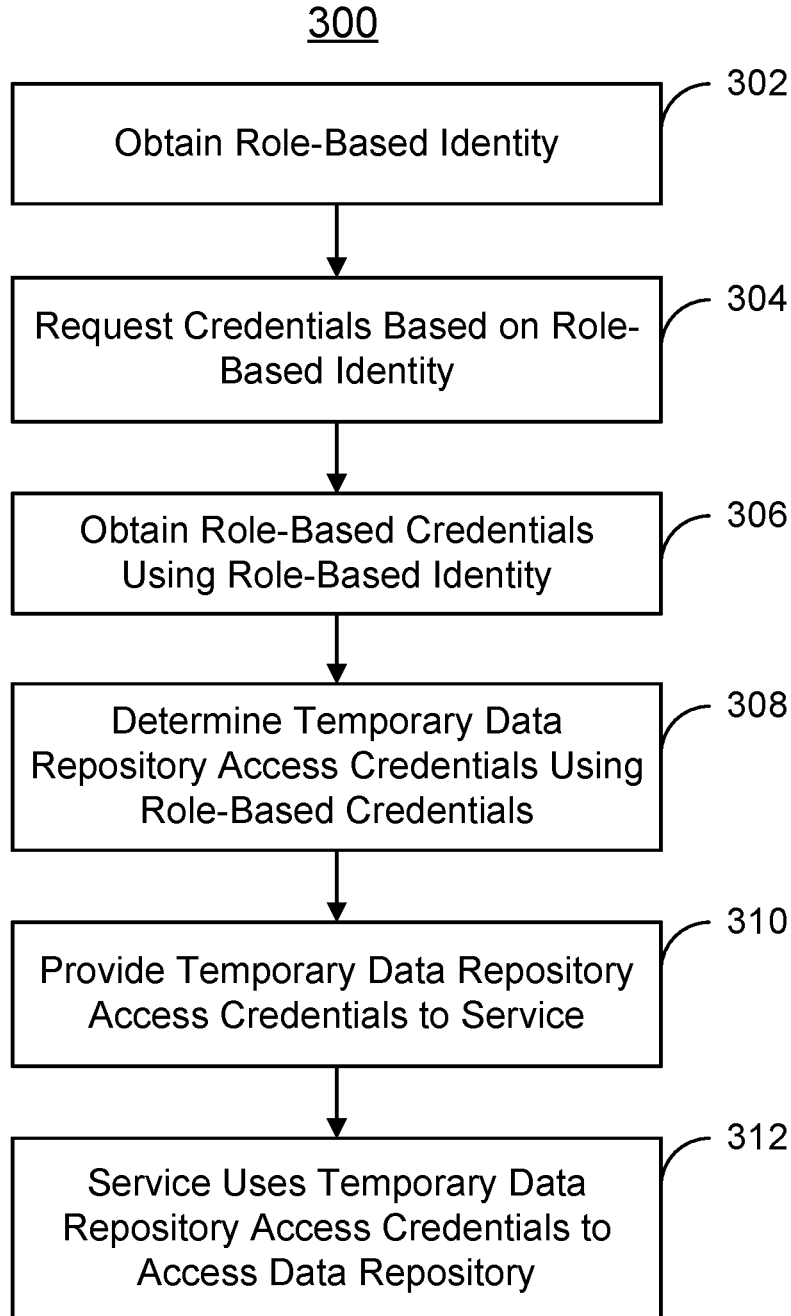 300
302
Obtain Role-Based Identity
304
Request Credentials Based on Role-
Based Identity
306
Obtain Role-Based Credentials
Using Role-Based Identity
308
Determine Temporary Data
Repository Access Credentials Using
Role-Based Credentials
310
Provide Temporary Data Repository
Access Credentials to Service
312
Service Uses Temporary Data
Repository Access Credentials to
Access Data Repository